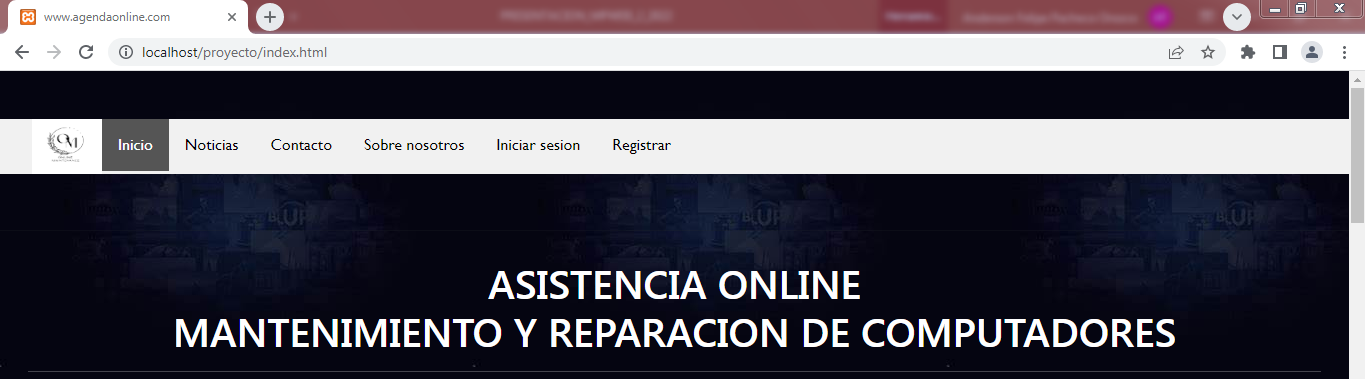 www.agendaonline.com
localhost/proyecto/index.html
OM
Inicio Noticias Contacto Sobre nosotros Iniciar sesion Registrar
ASISTENCIA ONLINE
MANTENIMIENTO Y REPARACION DE COMPUTADORES